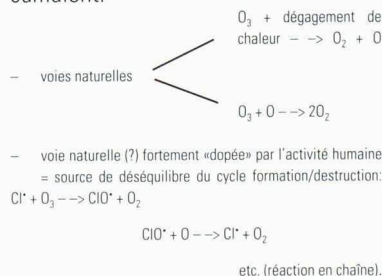 O₃ + dégagement de
chaleur – –> O₂ + O
– voies naturelles
O₃ + O – –> 2O₂
– voie naturelle (?) fortement «dopée» par l'activité humaine
= source de déséquilibre du cycle formation/destruction:
Cl• + O₃ – –> ClO• + O₂
ClO• + O – –> Cl• + O₂
etc. (réaction en chaîne).